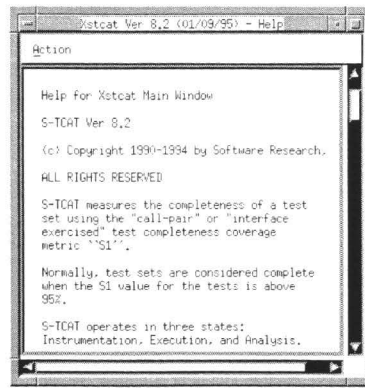 Xstcat Ver 8.2 (01/09/95) - Help
Action
Help for Xstcat Main Window
S-TCAT Ver 8.2
(c) Copyright 1990-1994 by Software Research,
ALL RIGHTS RESERVED
S-TCAT measures the completeness of a test
set using the "call-pair" or "interface
exercised" test completeness coverage
metric ``S1´´.
Normally, test sets are considered complete
when the S1 value for the tests is above
95%.
S-TCAT operates in three states:
Instrumentation, Execution, and Analysis.